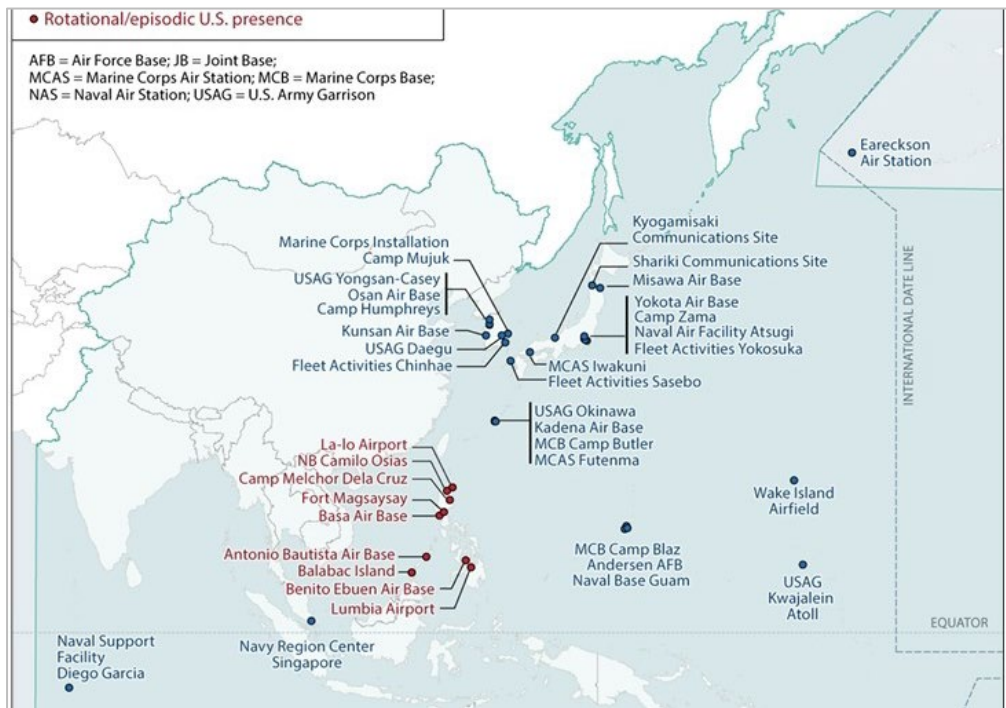 Rotational/episodic U.S. presence
AFB = Air Force Base; JB = Joint Base;
MCAS = Marine Corps Air Station; MCB = Marine Corps Base;
NAS = Naval Air Station; USAG = U.S. Army Garrison
Eareckson
Air Station
INTERNATIONAL DATE LINE
Kyogamisaki
Communications Site
Shariki Communications Site
Misawa Air Base
Yokota Air Base
Camp Zama
Naval Air Facility Atsugi
Fleet Activities Yokosuka
Marine Corps Installation
Camp Mujuk
USAG Yongsan-Casey
Osan Air Base
Camp Humphreys
Kunsan Air Base
USAG Daegu
Fleet Activities Chinhae
MCAS Iwakuni
Fleet Activities Sasebo
USAG Okinawa
Kadena Air Base
MCB Camp Butler
MCAS Futenma
La-lo Airport
NB Camilo Osias
Camp Melchor Dela Cruz
Fort Magsaysay
Basa Air Base
Antonio Bautista Air Base
Balabac Island
Benito Ebuen Air Base
Lumbia Airport
Wake Island
Airfield
MCB Camp Blaz
Andersen AFB
Naval Base Guam
USAG
Kwajalein
Atoll
EQUATOR
Naval Support
Facility
Diego Garcia
Navy Region Center
Singapore